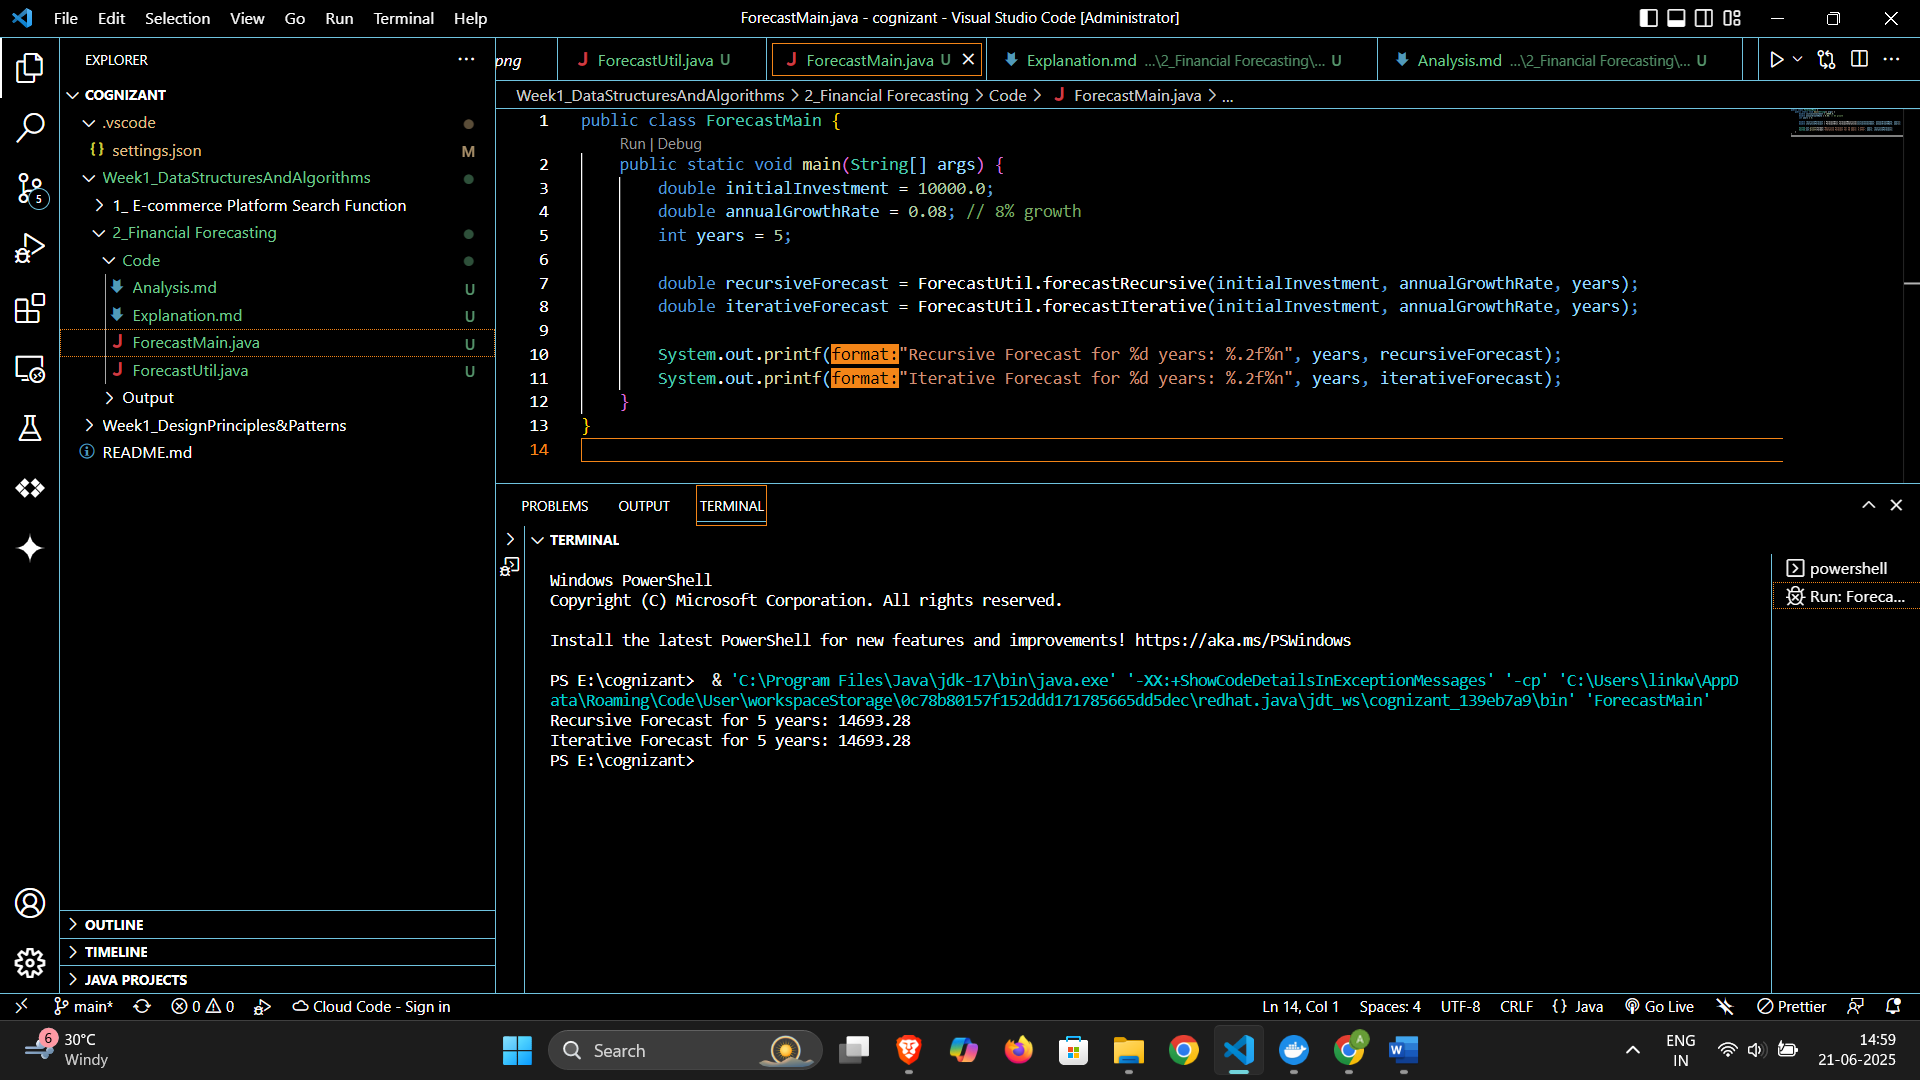 File Edit Selection View Go Run Terminal Help
ForecastMain.java - cognizant - Visual Studio Code [Administrator]
EXPLORER
COGNIZANT
.vscode
{} settings.json M
Week1_DataStructuresAndAlgorithms
1_ E-commerce Platform Search Function
2_Financial Forecasting
Code
Analysis.md U
Explanation.md U
J ForecastMain.java U
J ForecastUtil.java U
Output
Week1_DesignPrinciples&Patterns
README.md
OUTLINE
TIMELINE
JAVA PROJECTS
5
png
J ForecastUtil.java U
J ForecastMain.java U
Explanation.md ...\2_Financial Forecasting\... U
Analysis.md ...\2_Financial Forecasting\... U
Week1_DataStructuresAndAlgorithms > 2_Financial Forecasting > Code > J ForecastMain.java > ...
1 public class ForecastMain {
Run | Debug
2 public static void main(String[] args) {
3 double initialInvestment = 10000.0;
4 double annualGrowthRate = 0.08; // 8% growth
5 int years = 5;
6
7 double recursiveForecast = ForecastUtil.forecastRecursive(initialInvestment, annualGrowthRate, years);
8 double iterativeForecast = ForecastUtil.forecastIterative(initialInvestment, annualGrowthRate, years);
9
10 System.out.printf(format:"Recursive Forecast for %d years: %.2f%n", years, recursiveForecast);
11 System.out.printf(format:"Iterative Forecast for %d years: %.2f%n", years, iterativeForecast);
12 }
13 }
14
PROBLEMS OUTPUT TERMINAL
TERMINAL
Windows PowerShell
Copyright (C) Microsoft Corporation. All rights reserved.
Install the latest PowerShell for new features and improvements! https://aka.ms/PSWindows
PS E:\cognizant> & 'C:\Program Files\Java\jdk-17\bin\java.exe' '-XX:+ShowCodeDetailsInExceptionMessages' '-cp' 'C:\Users\linkw\AppD
ata\Roaming\Code\User\workspaceStorage\0c78b80157f152ddd171785665dd5dec\redhat.java\jdt_ws\cognizant_139eb7a9\bin' 'ForecastMain'
Recursive Forecast for 5 years: 14693.28
Iterative Forecast for 5 years: 14693.28
PS E:\cognizant>
powershell
Run: Foreca...
main* 0 0 Cloud Code - Sign in
Ln 14, Col 1 Spaces: 4 UTF-8 CRLF {} Java Go Live Prettier
6
30°C
Windy
Search
A
ENG
IN
14:59
21-06-2025